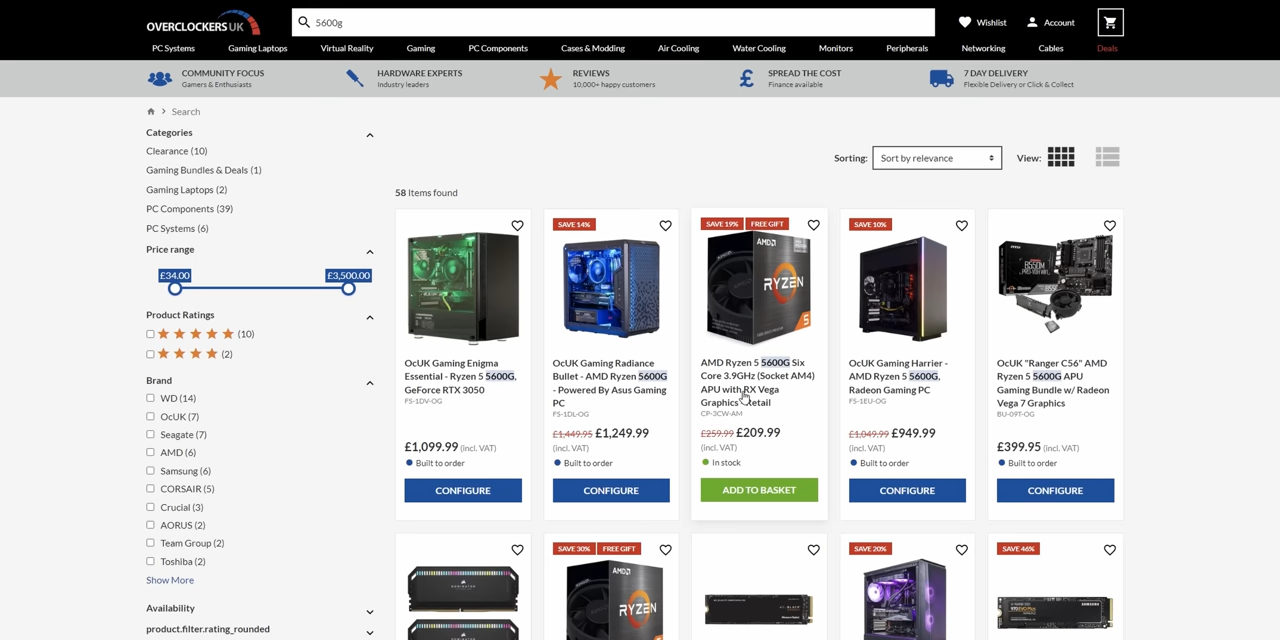 OVERCLOCKERS UK
5600g
Wishlist
Account
PC Systems
Gaming Laptops
Virtual Reality
Gaming
PC Components
Cases & Modding
Air Cooling
Water Cooling
Monitors
Peripherals
Networking
Cables
Deals
COMMUNITY FOCUS
Gamers & Enthusiasts
HARDWARE EXPERTS
Industry leaders
REVIEWS
10,000+ happy customers
SPREAD THE COST
Finance available
7 DAY DELIVERY
Flexible Delivery or Click & Collect
Search
Categories
Clearance (10)
Gaming Bundles & Deals (1)
Gaming Laptops (2)
PC Components (39)
PC Systems (6)
Price range
£34.00
£3,500.00
Product Ratings
(10)
(2)
Brand
WD (14)
OcUK (7)
Seagate (7)
AMD (6)
Samsung (6)
CORSAIR (5)
Crucial (3)
AORUS (2)
Team Group (2)
Toshiba (2)
Show More
Availability
product.filter.rating_rounded
Sorting:
Sort by relevance
View:
58 Items found
OcUK Gaming Enigma
Essential - Ryzen 5 5600G,
GeForce RTX 3050
FS-1DV-OG
£1,099.99 (incl. VAT)
Built to order
CONFIGURE
SAVE 14%
OcUK Gaming Radiance
Bullet - AMD Ryzen 5600G
- Powered By Asus Gaming
PC
FS-1DL-OG
£1,449.95 £1,249.99
(incl. VAT)
Built to order
CONFIGURE
SAVE 19%
FREE GIFT
AMD
RYZEN
5
AMD Ryzen 5 5600G Six
Core 3.9GHz (Socket AM4)
APU with RX Vega
Graphics - Retail
CP-3CW-AM
£259.99 £209.99
(incl. VAT)
In stock
ADD TO BASKET
SAVE 10%
OcUK Gaming Harrier -
AMD Ryzen 5 5600G,
Radeon Gaming PC
FS-1EU-OG
£1,049.99 £949.99
(incl. VAT)
Built to order
CONFIGURE
OcUK "Ranger C56" AMD
Ryzen 5 5600G APU
Gaming Bundle w/ Radeon
Vega 7 Graphics
BU-09T-OG
£399.95 (incl. VAT)
Built to order
CONFIGURE
SAVE 30%
FREE GIFT
AMD
RYZEN
SAVE 20%
SAVE 46%